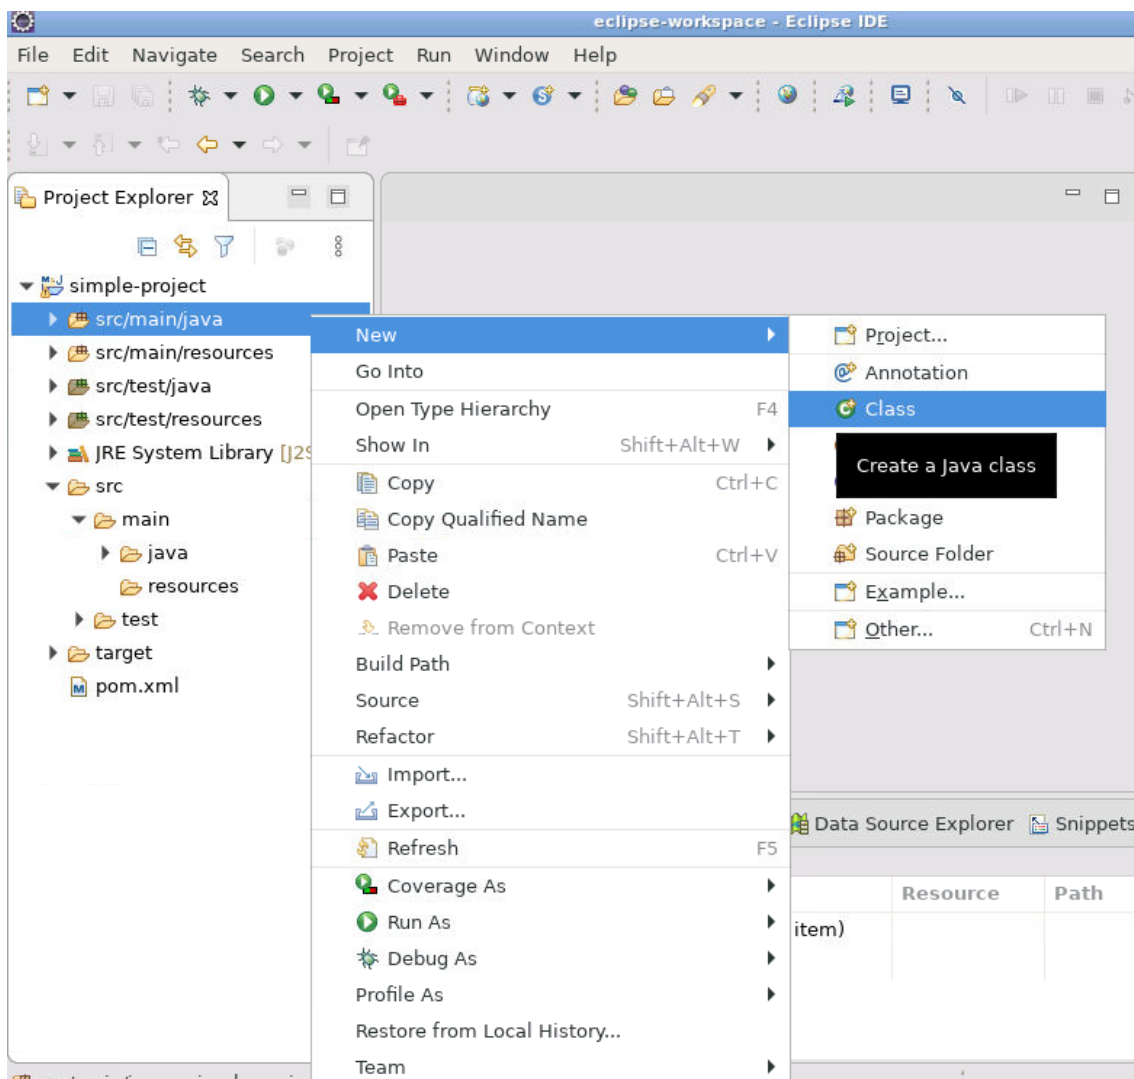 eclipse-workspace - Eclipse IDE
File Edit Navigate Search Project Run Window Help
Project Explorer
simple-project
src/main/java
src/main/resources
src/test/java
src/test/resources
JRE System Library [J2S
src
main
java
resources
test
target
pom.xml
New
Go Into
Open Type Hierarchy F4
Show In Shift+Alt+W
Copy Ctrl+C
Copy Qualified Name
Paste Ctrl+V
Delete
Remove from Context
Build Path
Source Shift+Alt+S
Refactor Shift+Alt+T
Import...
Export...
Refresh F5
Coverage As
Run As
Debug As
Profile As
Restore from Local History...
Team
Project...
Annotation
Class
Create a Java class
Package
Source Folder
Example...
Other... Ctrl+N
Data Source Explorer Snippets
Resource Path
item)